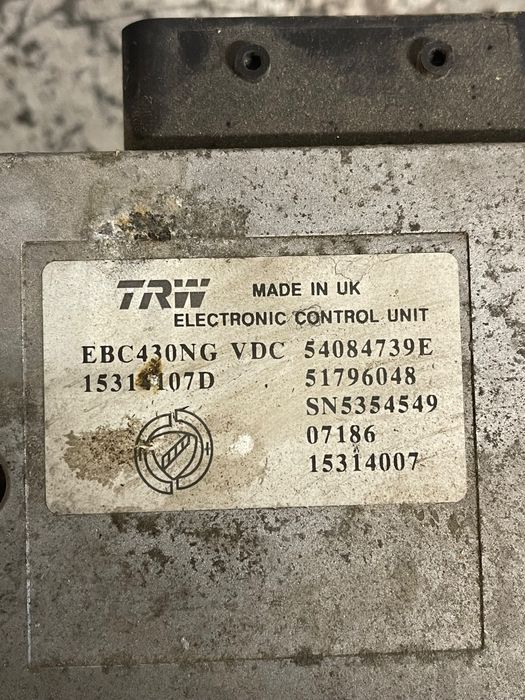 TRW MADE IN UK
ELECTRONIC CONTROL UNIT
EBC430NG VDC 54084739E
51796048
SN5354549
07186
15314007